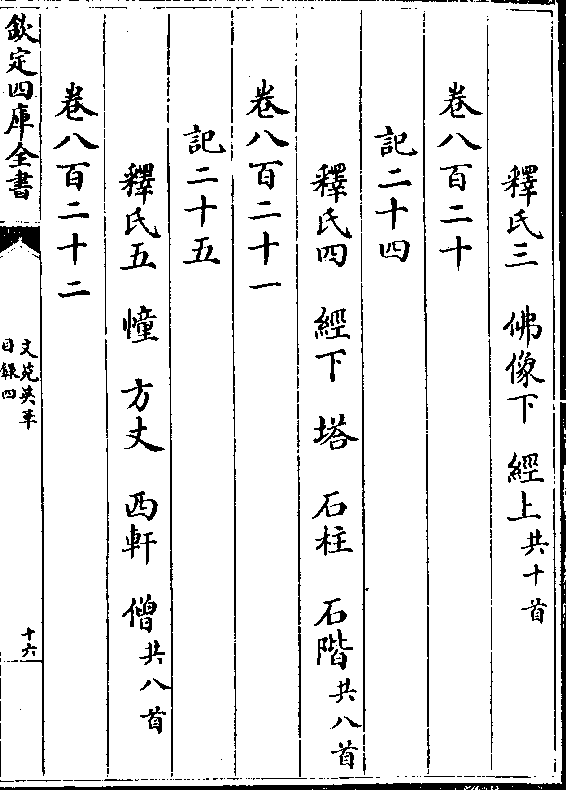 釋氏三　佛像下　經上共十首
卷八百二十
記二十四
釋氏四　經下　塔　石柱　石階共八首
卷八百二十一
記二十五
釋氏五　幢　方丈　西軒　僧共八首
卷八百二十二
欽定四庫全書
文苑英華
目錄四
十六